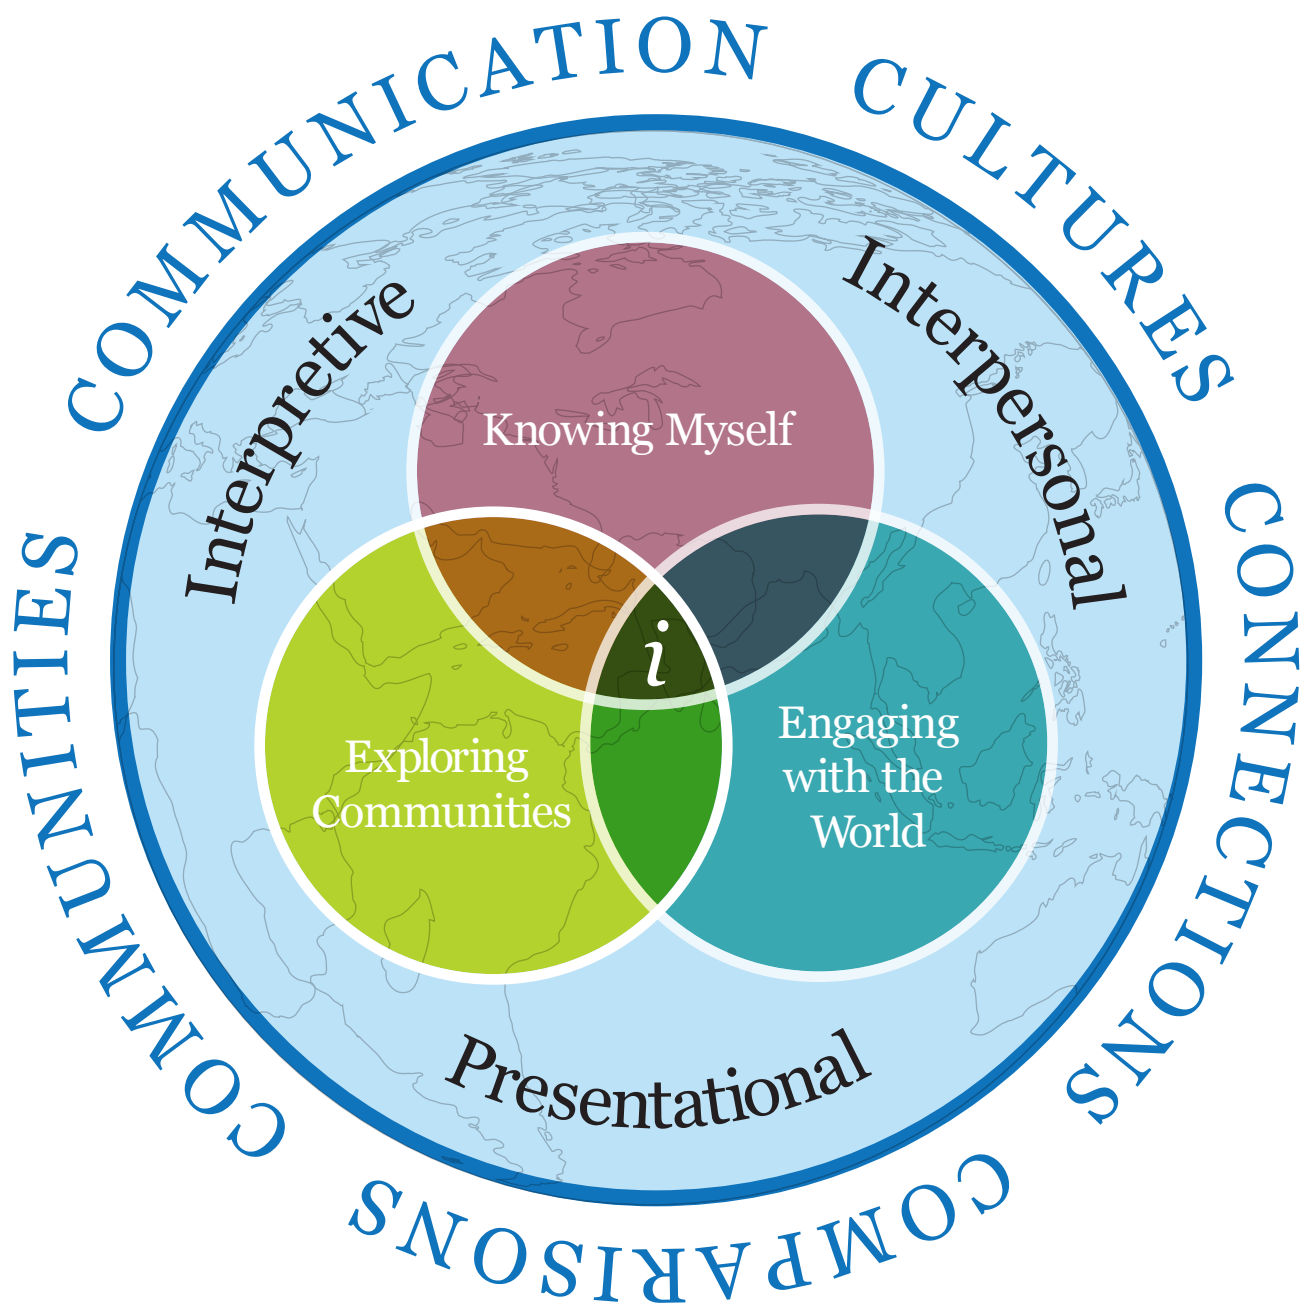 COMMUNICATION
CULTURES
CONNECTIONS
COMPARISONS
COMMUNITIES
Interpretive
Interpersonal
Presentational
Knowing Myself
i
Exploring
Communities
Engaging
with the
World